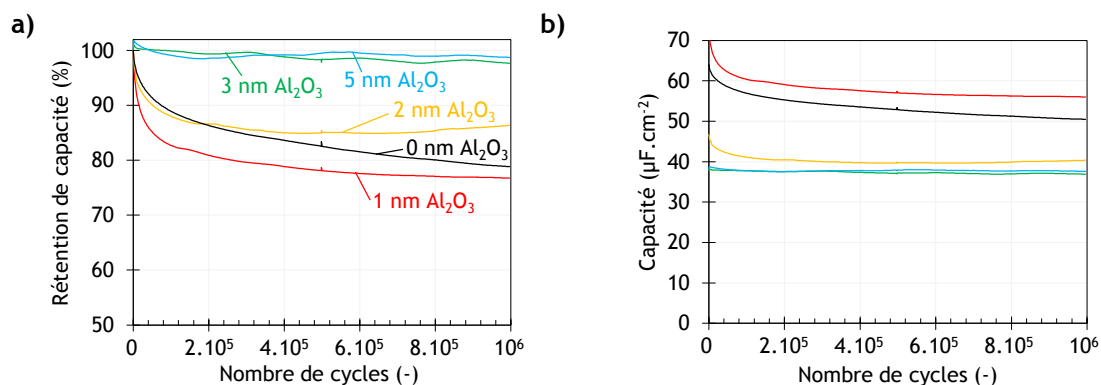 a)
Rétention de capacité (%)
100
90
80
70
60
50
3 nm Al₂O₃
5 nm Al₂O₃
2 nm Al₂O₃
0 nm Al₂O₃
1 nm Al₂O₃
0
2.10⁵
4.10⁵
6.10⁵
8.10⁵
10⁶
Nombre de cycles (-)
b)
Capacité (µF.cm⁻²)
70
60
50
40
30
20
10
0
0
2.10⁵
4.10⁵
6.10⁵
8.10⁵
10⁶
Nombre de cycles (-)